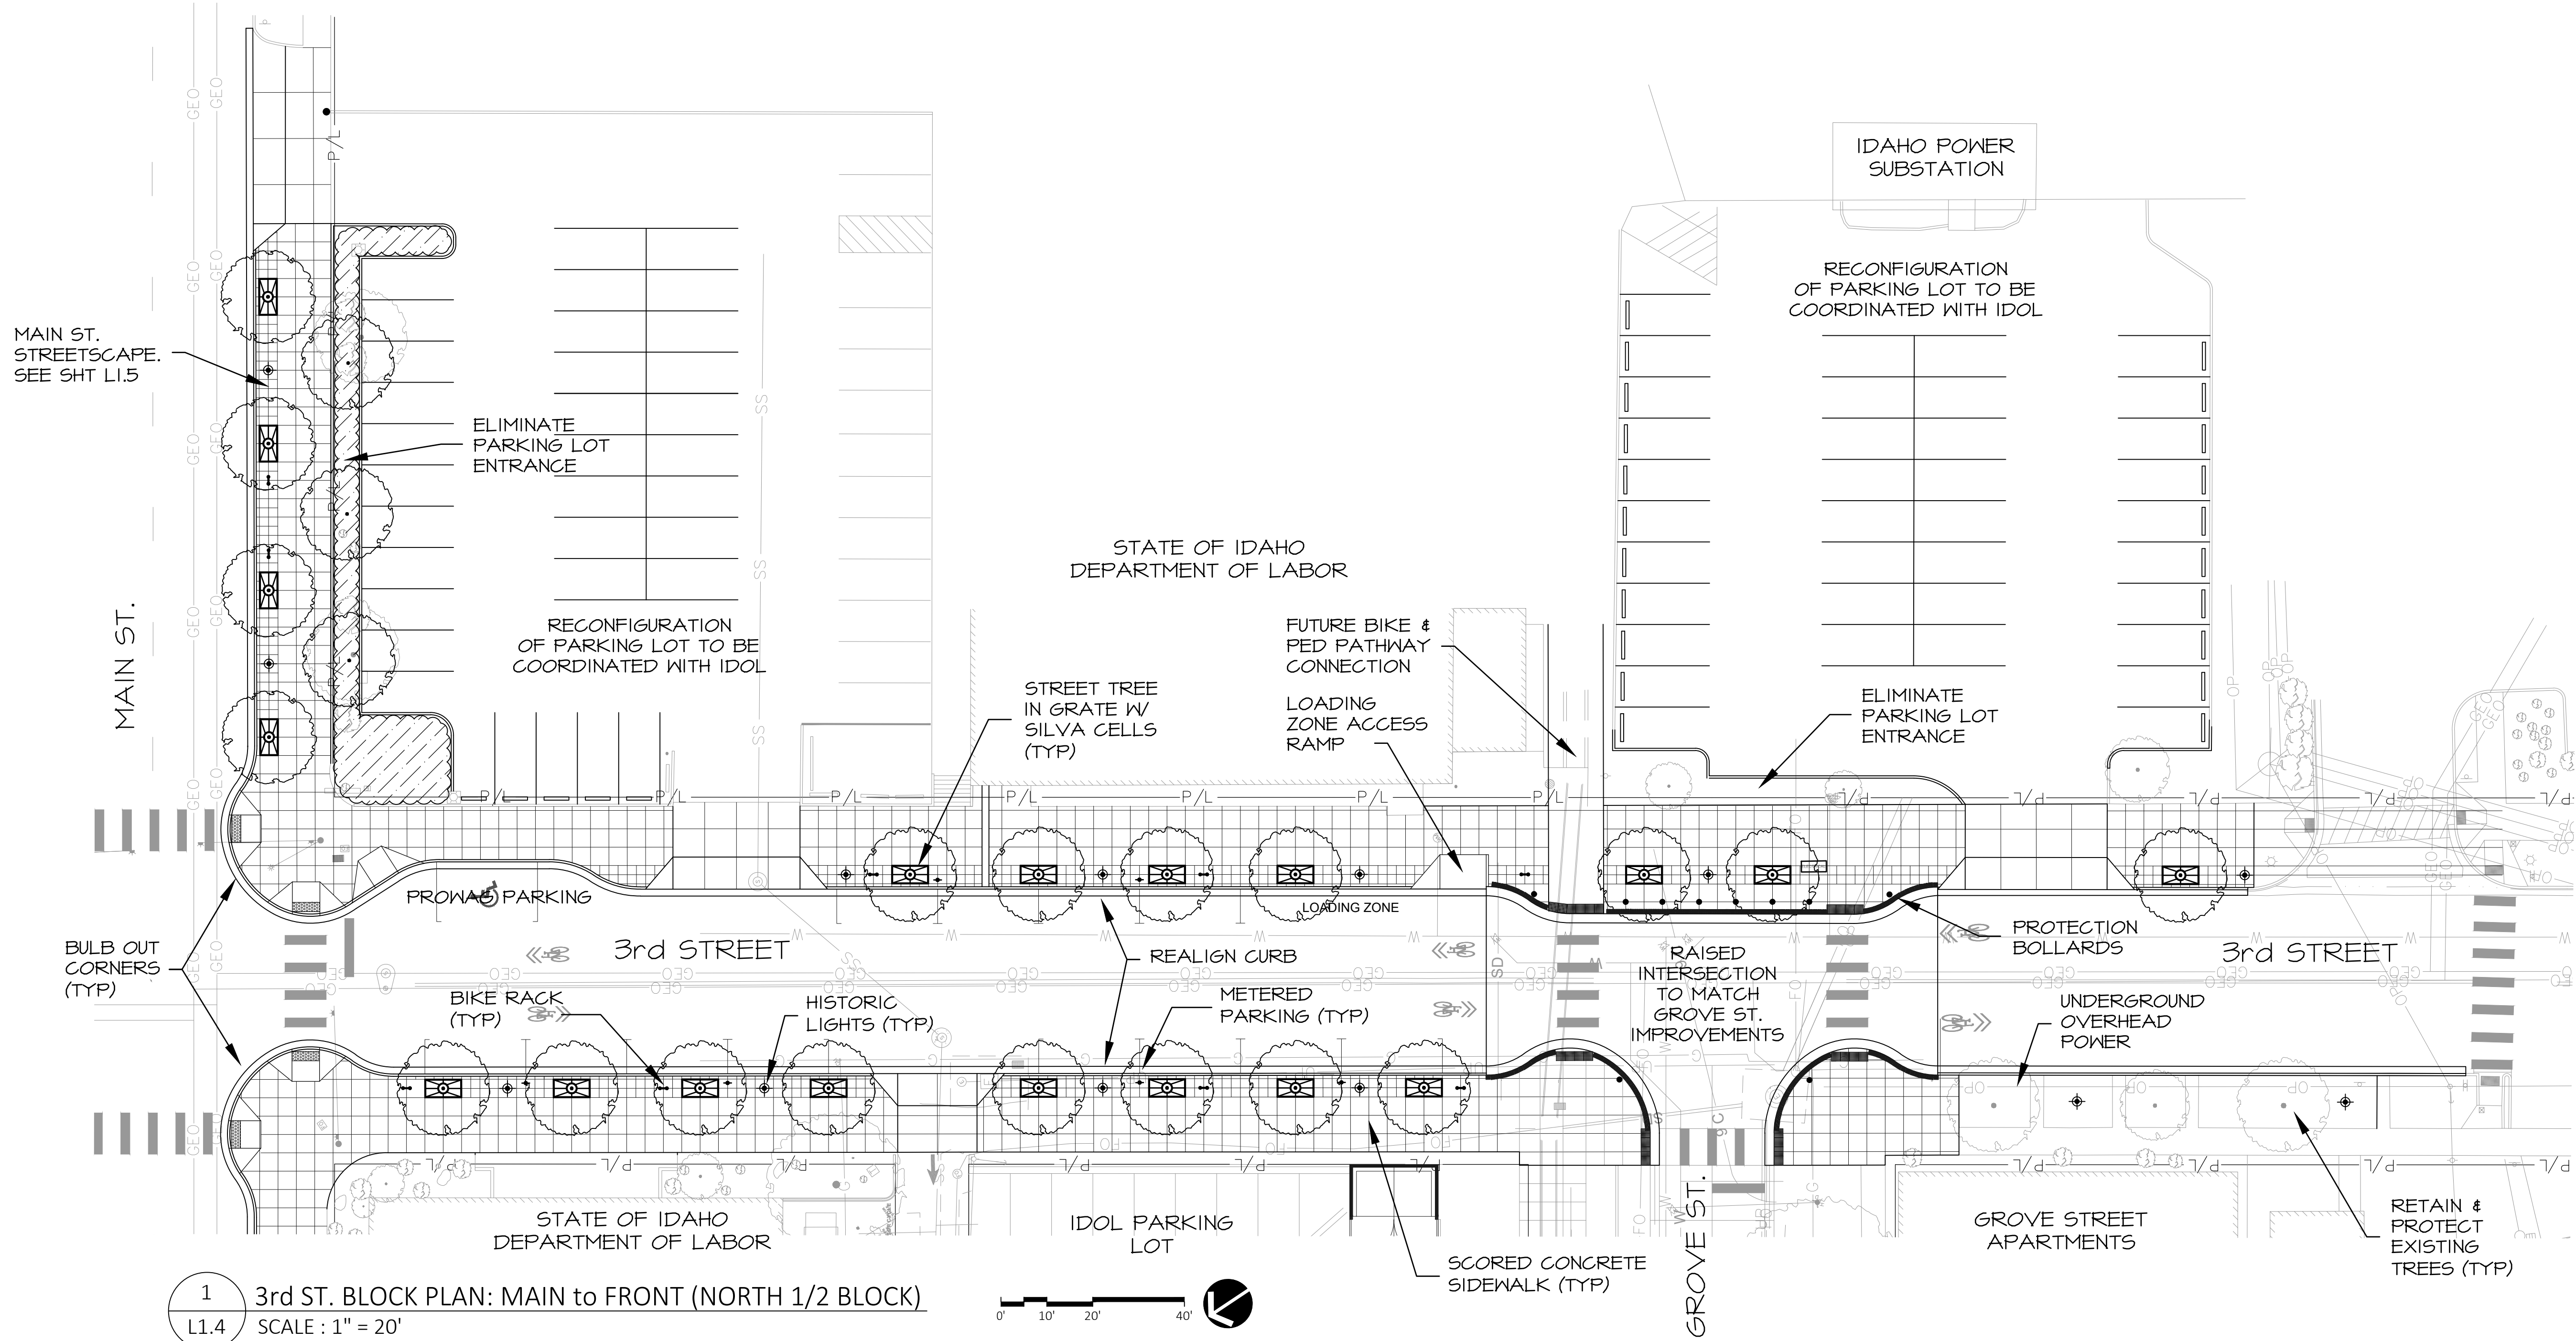 IDAHO POWER
SUBSTATION
RECONFIGURATION
OF PARKING LOT TO BE
COORDINATED WITH IDOL
MAIN ST.
STREETSCAPE.
SEE SHT L1.5
ELIMINATE
PARKING LOT
ENTRANCE
STATE OF IDAHO
DEPARTMENT OF LABOR
MAIN ST.
RECONFIGURATION
OF PARKING LOT TO BE
COORDINATED WITH IDOL
FUTURE BIKE &
PED PATHWAY
CONNECTION
STREET TREE
IN GRATE W/
SILVA CELLS
(TYP)
LOADING
ZONE ACCESS
RAMP
ELIMINATE
PARKING LOT
ENTRANCE
P/L
P/L
P/L
P/L
P/L
P/L
P/L
P/L
P/L
P/L
P/L
P/L
P/L
PROWAG PARKING
LOADING ZONE
BULB OUT
CORNERS
(TYP)
3rd STREET
REALIGN CURB
RAISED
INTERSECTION
TO MATCH
GROVE ST.
IMPROVEMENTS
PROTECTION
BOLLARDS
3rd STREET
BIKE RACK
(TYP)
HISTORIC
LIGHTS (TYP)
METERED
PARKING (TYP)
UNDERGROUND
OVERHEAD
POWER
P/L
P/L
P/L
P/L
P/L
P/L
P/L
P/L
P/L
P/L
STATE OF IDAHO
DEPARTMENT OF LABOR
IDOL PARKING
LOT
SCORED CONCRETE
SIDEWALK (TYP)
GROVE ST.
GROVE STREET
APARTMENTS
RETAIN &
PROTECT
EXISTING
TREES (TYP)
1
L1.4
3rd ST. BLOCK PLAN: MAIN to FRONT (NORTH 1/2 BLOCK)
SCALE : 1" = 20'
0' 10' 20' 40'